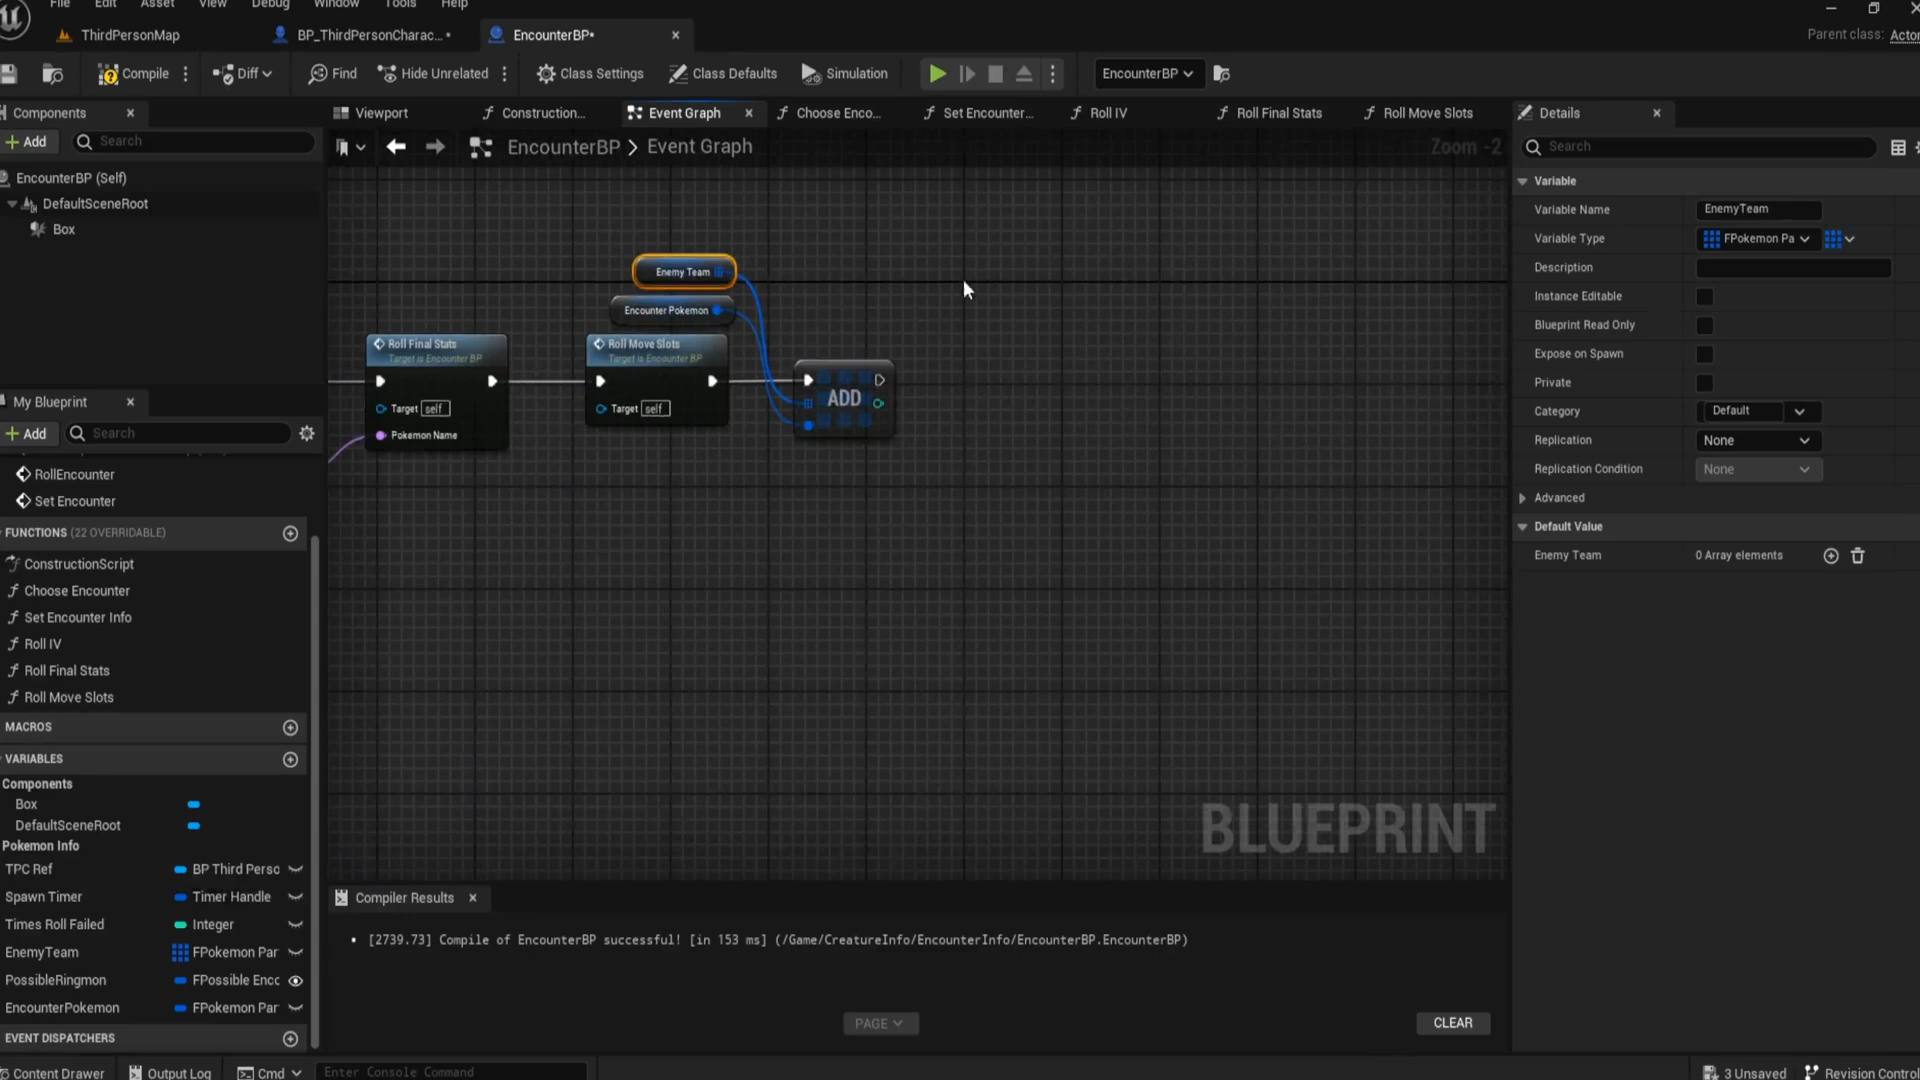 File Edit Asset View Debug Window Tools Help
ThirdPersonMap
BP_ThirdPersonCharac...*
EncounterBP*
Parent class: Actor
Compile
Diff
Find
Hide Unrelated
Class Settings
Class Defaults
Simulation
EncounterBP
Components
Viewport
Construction...
Event Graph
Choose Enco...
Set Encounter...
Roll IV
Roll Final Stats
Roll Move Slots
Details
Add
Search
EncounterBP > Event Graph
Zoom -2
Search
EncounterBP (Self)
DefaultSceneRoot
Box
Enemy Team
Encounter Pokemon
Roll Final Stats
Target is Encounter BP
Target self
Pokemon Name
Roll Move Slots
Target is Encounter BP
Target self
ADD
BLUEPRINT
Variable
Variable Name EnemyTeam
Variable Type FPokemon Pa
Description
Instance Editable
Blueprint Read Only
Expose on Spawn
Private
Category Default
Replication None
Replication Condition None
Advanced
Default Value
Enemy Team 0 Array elements
My Blueprint
Add
Search
RollEncounter
Set Encounter
FUNCTIONS (22 OVERRIDABLE)
ConstructionScript
Choose Encounter
Set Encounter Info
Roll IV
Roll Final Stats
Roll Move Slots
MACROS
VARIABLES
Components
Box
DefaultSceneRoot
Pokemon Info
TPC Ref BP Third Perso
Spawn Timer Timer Handle
Times Roll Failed Integer
EnemyTeam FPokemon Par
PossibleRingmon FPossible Enc
EncounterPokemon FPokemon Par
EVENT DISPATCHERS
Compiler Results
[2739.73] Compile of EncounterBP successful! [in 153 ms] (/Game/CreatureInfo/EncounterInfo/EncounterBP.EncounterBP)
PAGE
CLEAR
Content Drawer
Output Log
Cmd
Enter Console Command
3 Unsaved
Revision Control